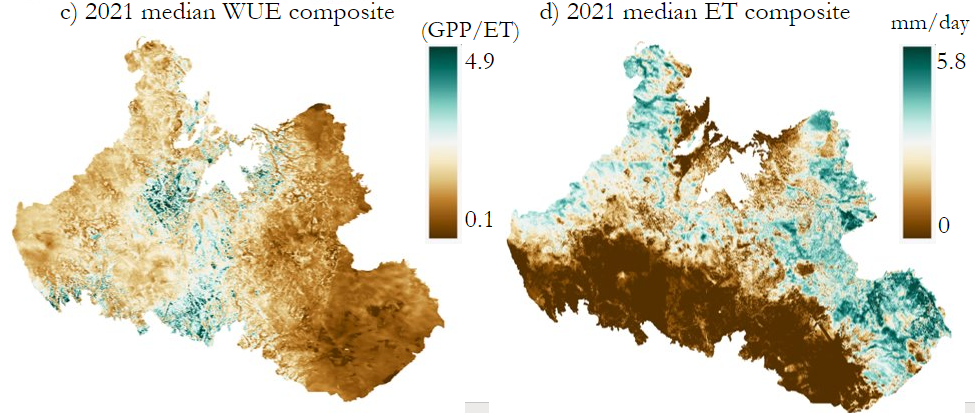 c) 2021 median WUE composite
(GPP/ET)
4.9
0.1
d) 2021 median ET composite
mm/day
5.8
0